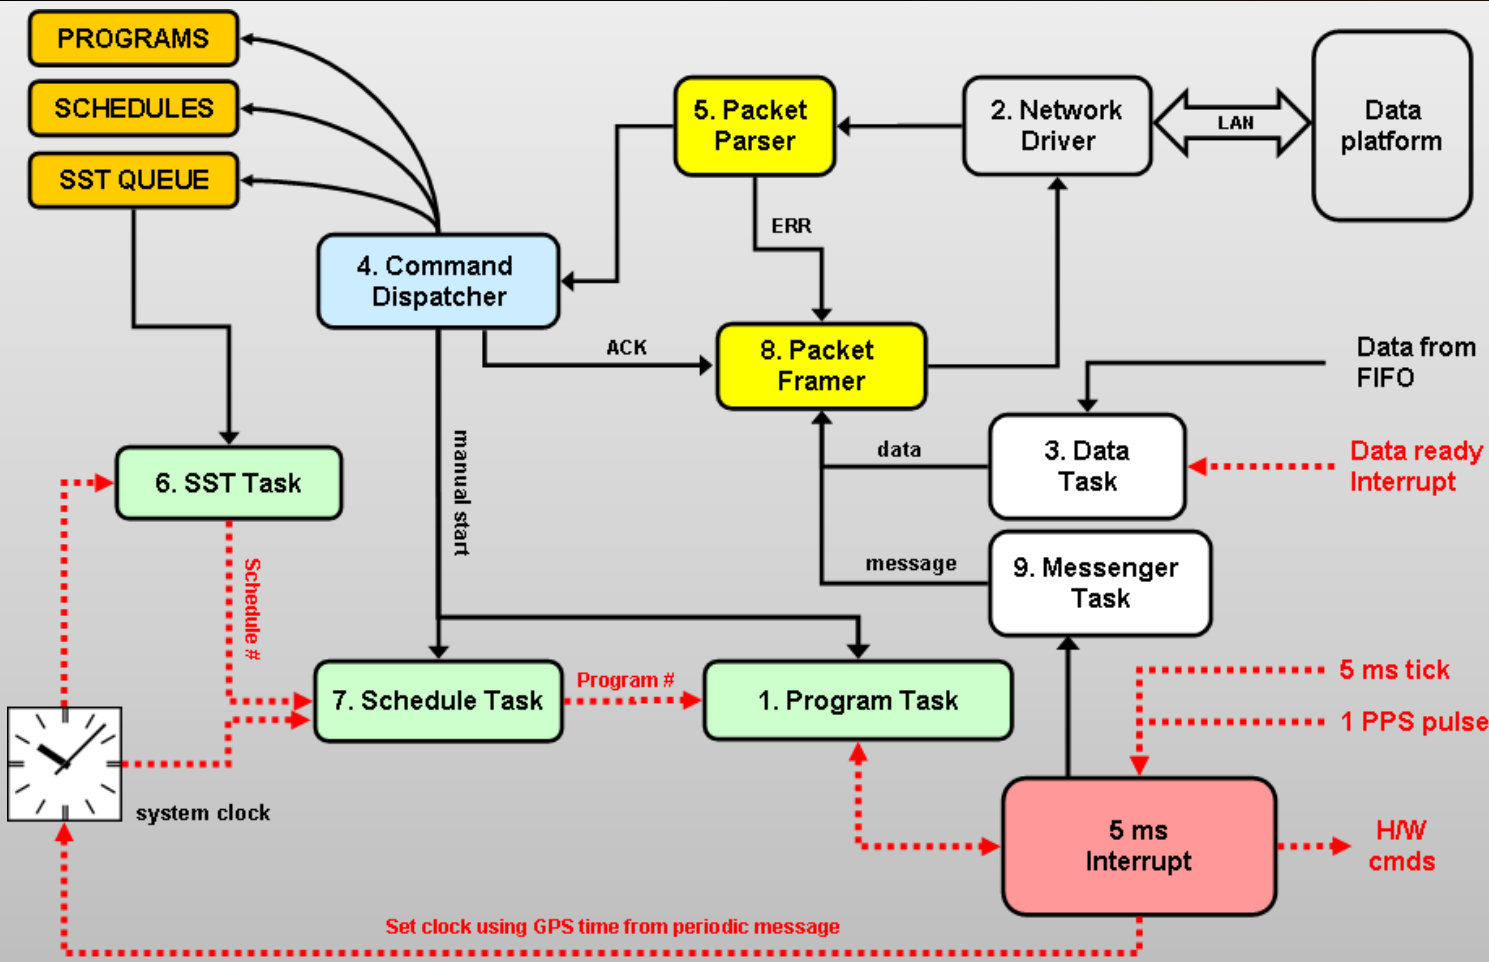 PROGRAMS
SCHEDULES
SST QUEUE
5. Packet
Parser
2. Network
Driver
LAN
Data
platform
ERR
4. Command
Dispatcher
ACK
8. Packet
Framer
Data from
FIFO
data
3. Data
Task
Data ready
Interrupt
6. SST Task
manual start
message
9. Messenger
Task
Schedule #
7. Schedule Task
Program #
1. Program Task
5 ms tick
1 PPS pulse
system clock
5 ms
Interrupt
H/W
cmds
Set clock using GPS time from periodic message